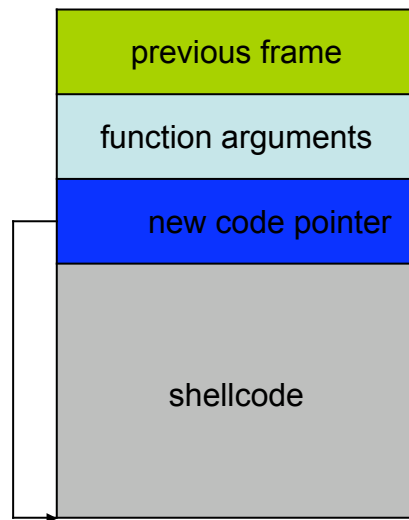 previous frame
function arguments
new code pointer
shellcode